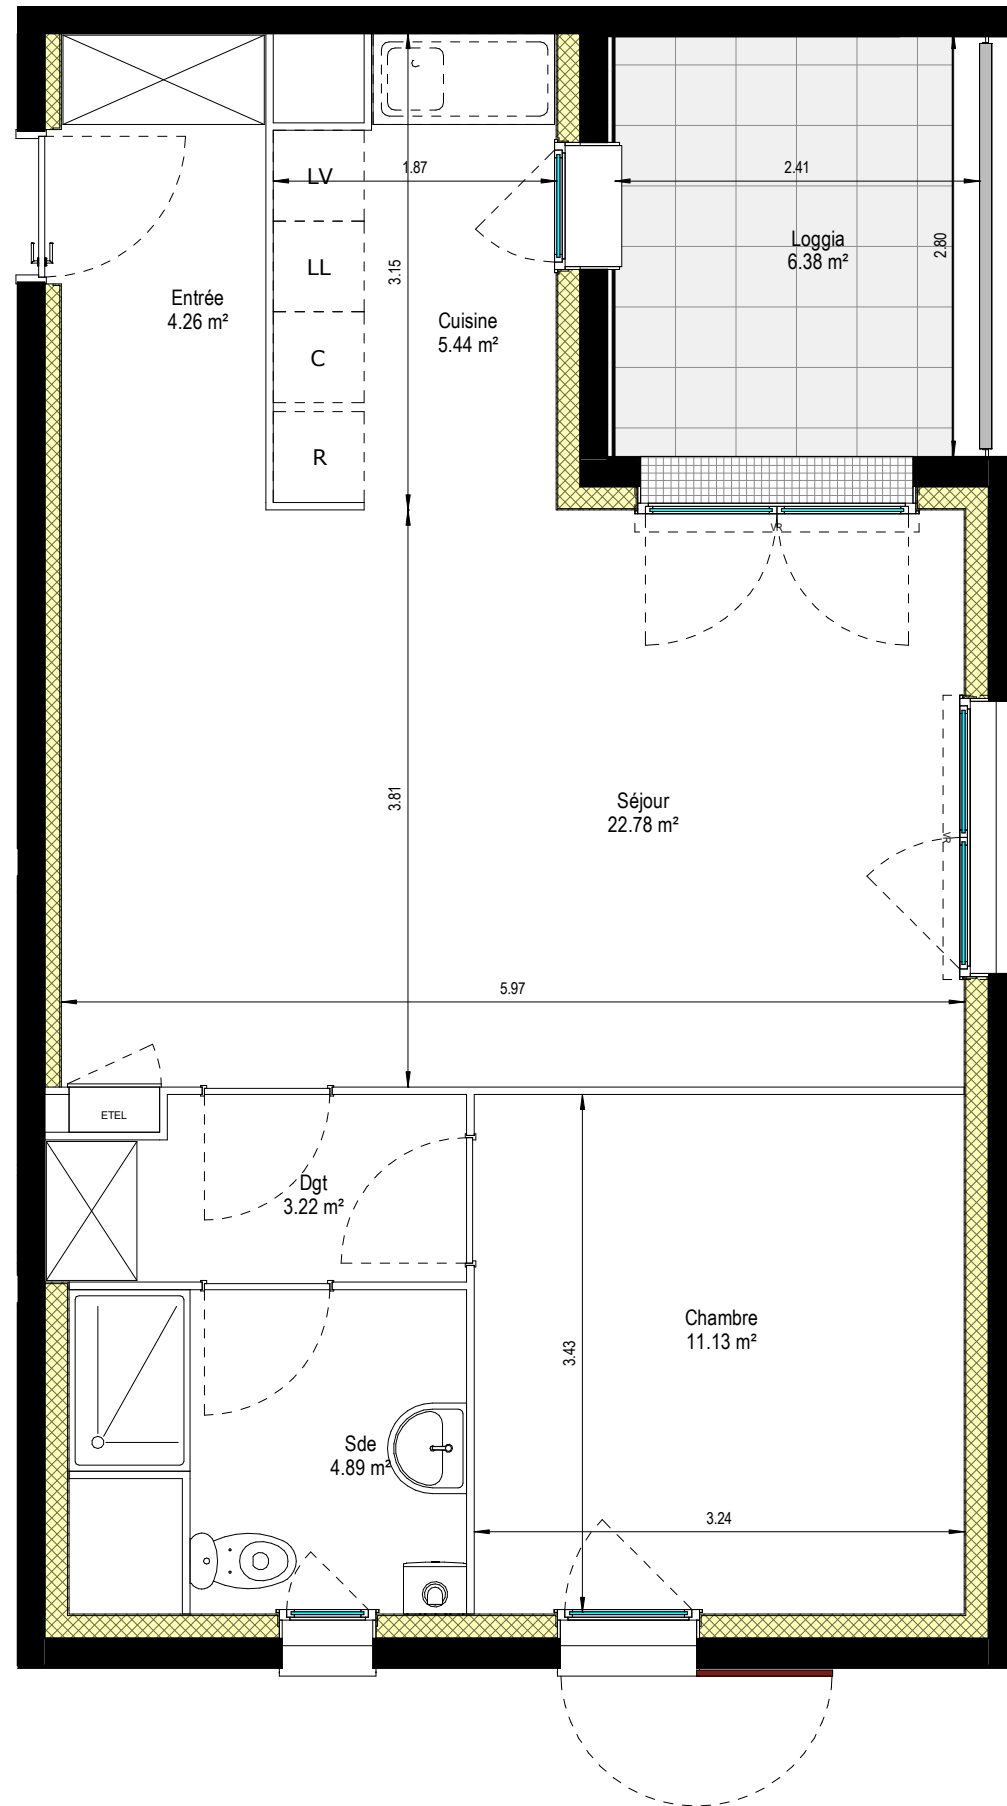 LV
1.87
2.41
Loggia
6.38 m²
2.80
LL
3.15
Entrée
4.26 m²
Cuisine
5.44 m²
C
R
VR
3.81
Séjour
22.78 m²
VR
5.97
ETEL
Dgt
3.22 m²
Chambre
11.13 m²
3.43
Sde
4.89 m²
3.24